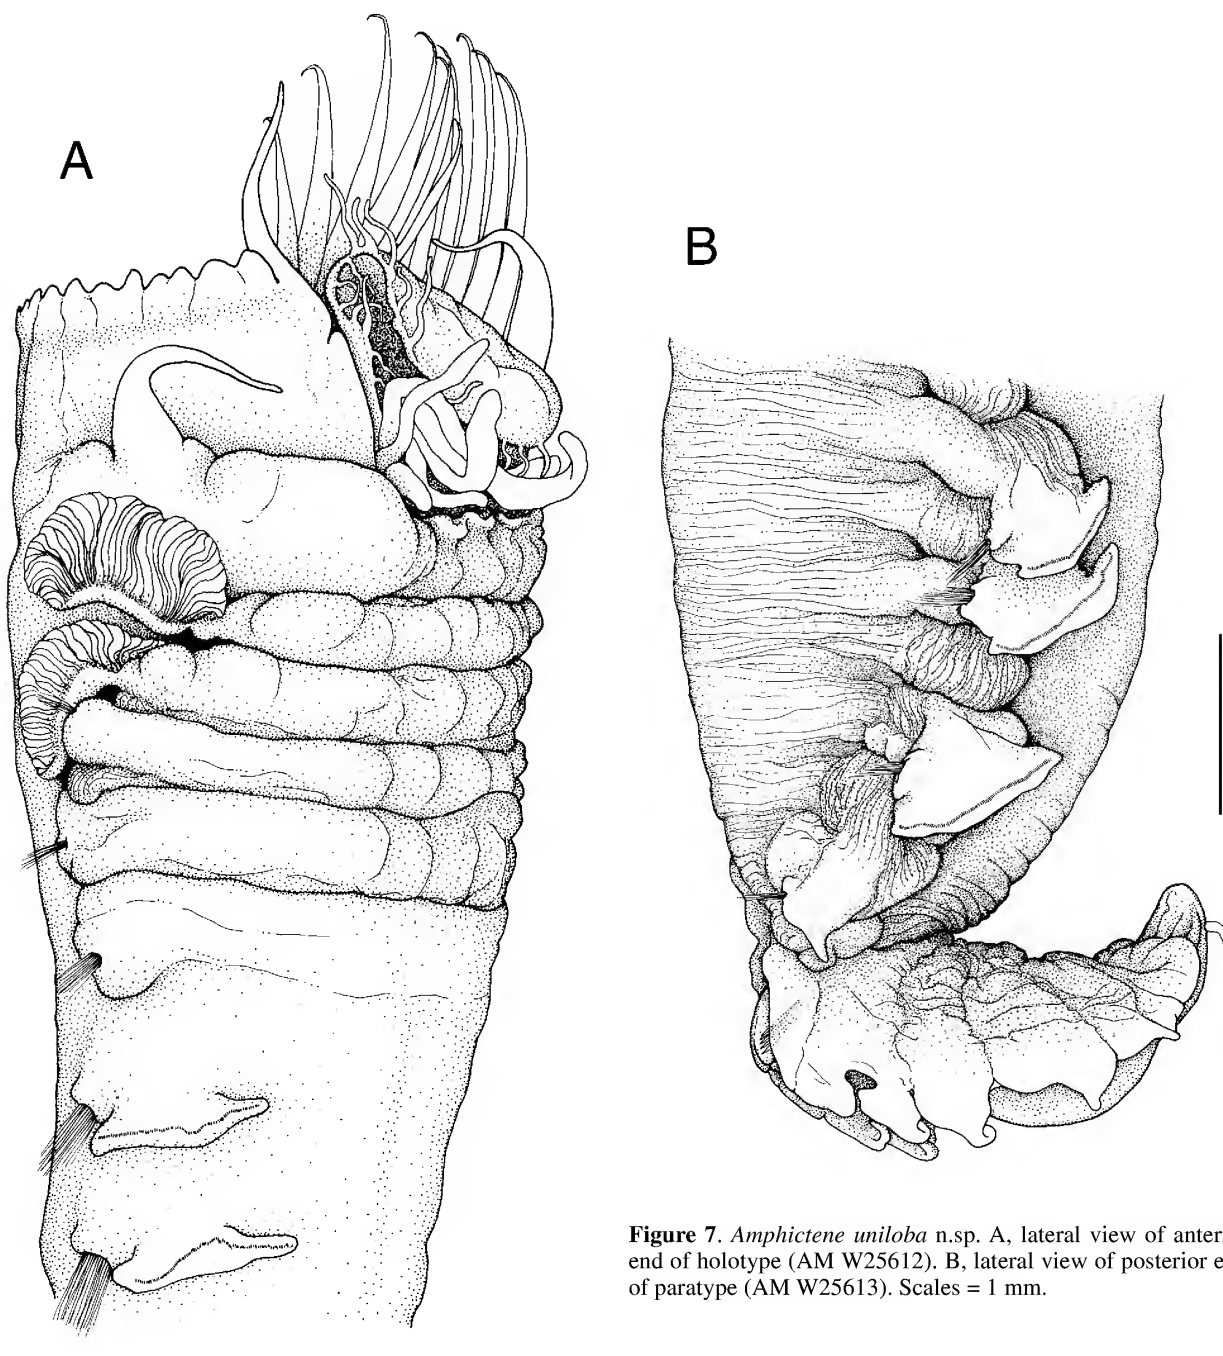 A
B
Figure 7. Amphictene uniloba n.sp. A, lateral view of anter
end of holotype (AM W25612). B, lateral view of posterior e
of paratype (AM W25613). Scales = 1 mm.